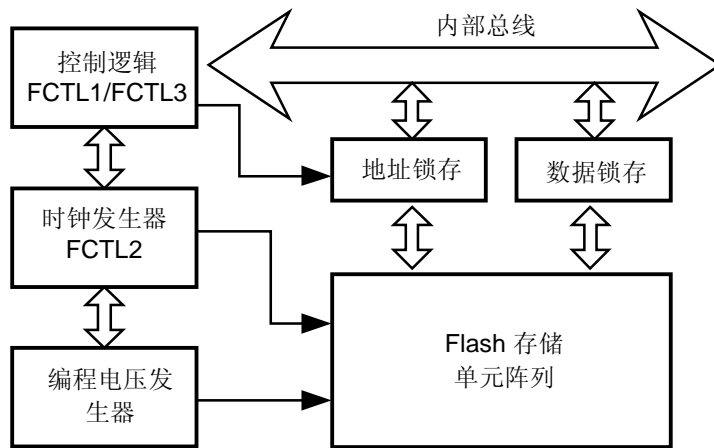 内部总线
控制逻辑
FCTL1/FCTL3
地址锁存
数据锁存
时钟发生器
FCTL2
Flash 存储
单元阵列
编程电压发
生器